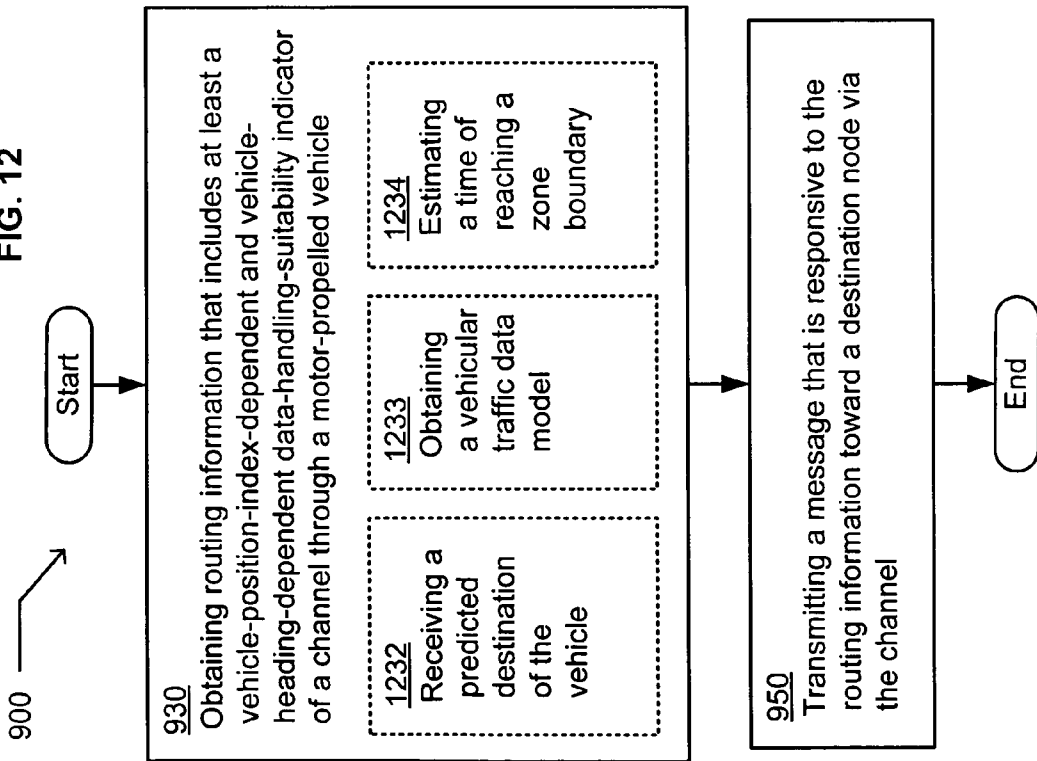 FIG. 12
900
Start
930
Obtaining routing information that includes at least a
vehicle-position-index-dependent and vehicle-
heading-dependent data-handling-suitability indicator
of a channel through a motor-propelled vehicle
1232
Receiving a
predicted
destination
of the
vehicle
1233
Obtaining
a vehicular
traffic data
model
1234
Estimating
a time of
reaching a
zone
boundary
950
Transmitting a message that is responsive to the
routing information toward a destination node via
the channel
End